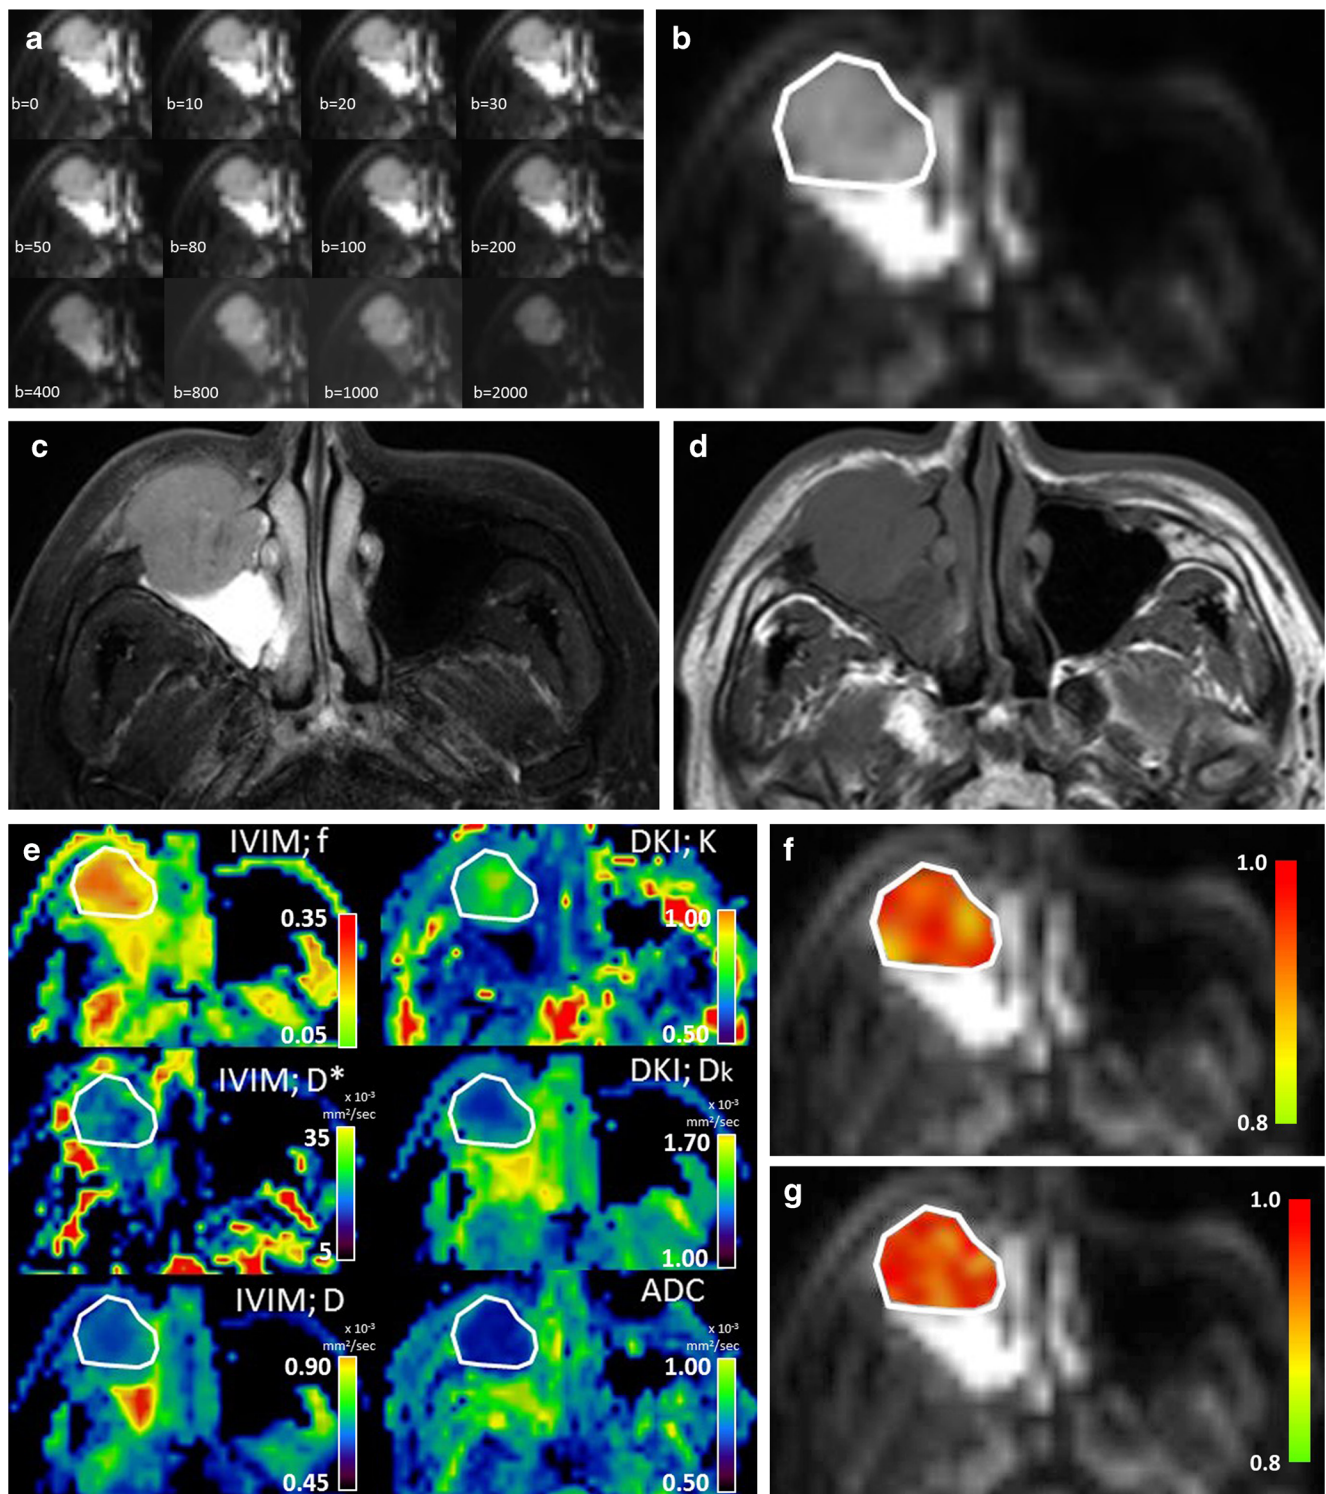 a
b=0
b=10
b=20
b=30
b=50
b=80
b=100
b=200
b=400
b=800
b=1000
b=2000
b
c
d
e
IVIM; f
0.35
0.05
DKI; K
1.00
0.50
IVIM; D*
x 10-³
mm²/sec
35
5
DKI; Dk
x 10-³
mm²/sec
1.70
1.00
IVIM; D
x 10-³
mm²/sec
0.90
0.45
ADC
x 10-³
mm²/sec
1.00
0.50
f
1.0
0.8
g
1.0
0.8